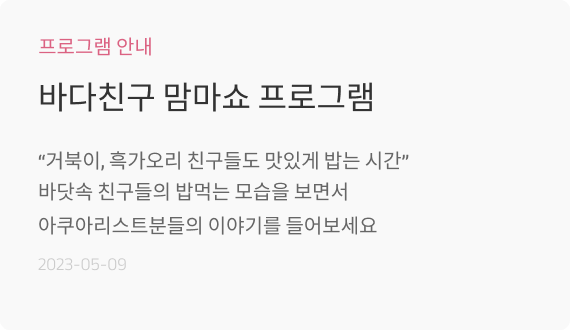 프로그램 안내
바다친구 맘마쇼 프로그램
“거북이, 흑가오리 친구들도 맛있게 밥는 시간”
바닷속 친구들의 밥먹는 모습을 보면서
아쿠아리스트분들의 이야기를 들어보세요
2023-05-09